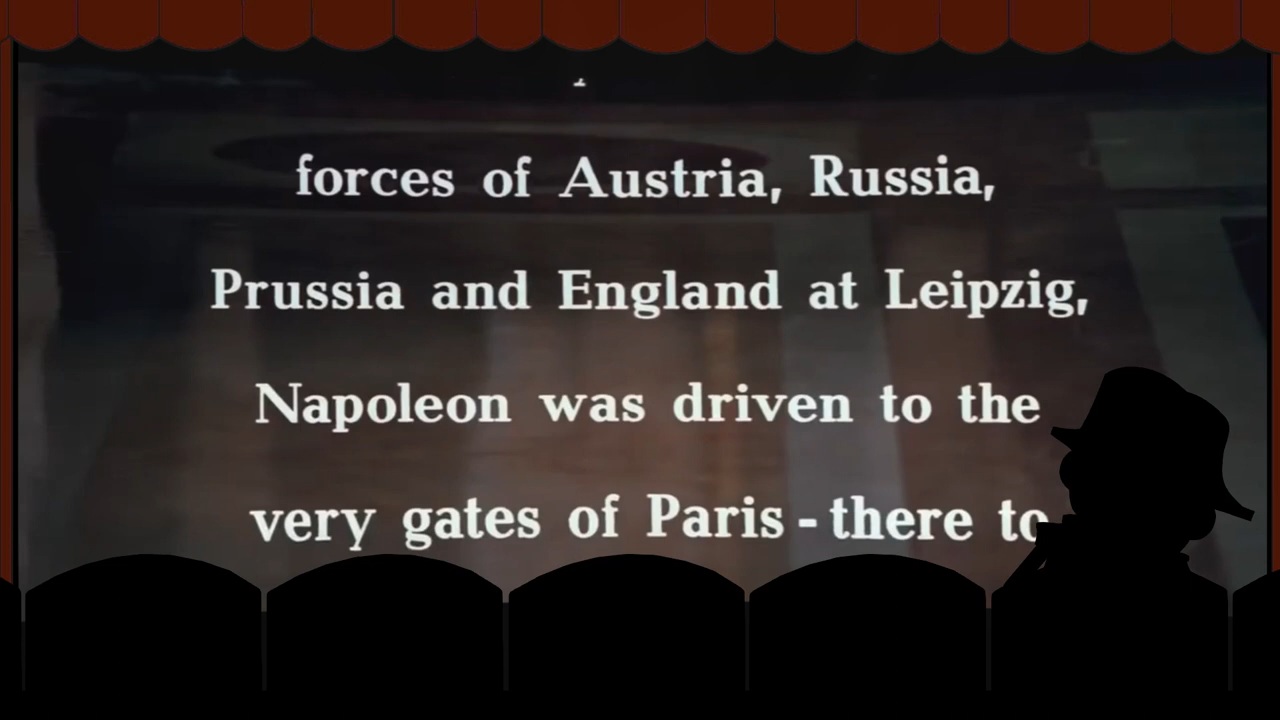 forces of Austria, Russia,
Prussia and England at Leipzig,
Napoleon was driven to the
very gates of Paris - there to